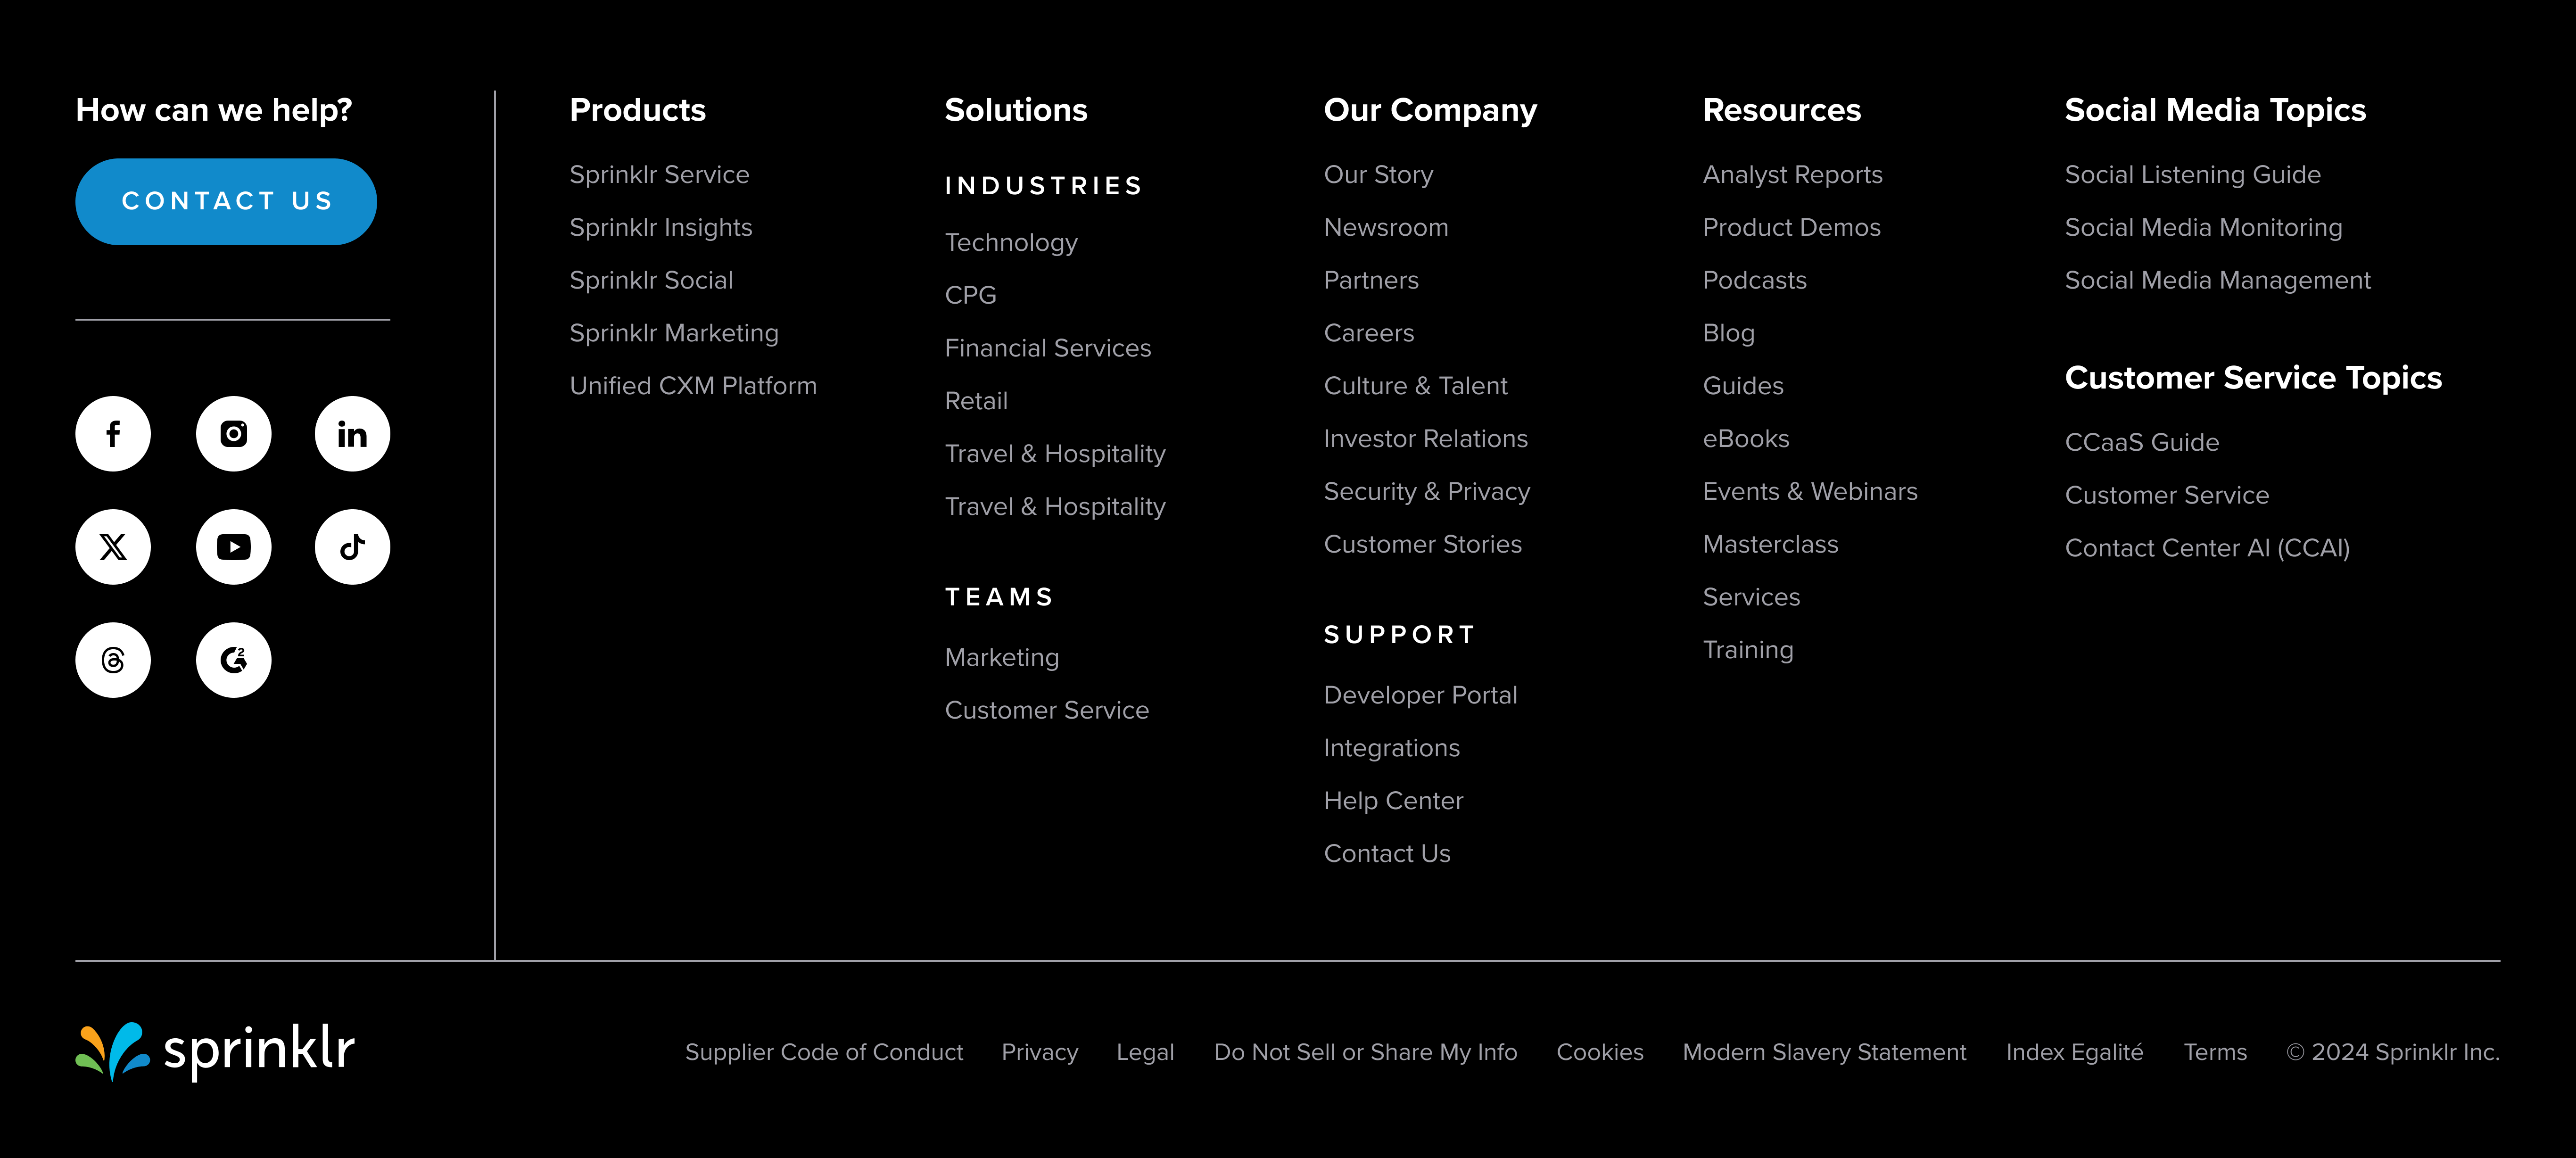 How can we help?
CONTACT US
Products
Sprinklr Service
Sprinklr Insights
Sprinklr Social
Sprinklr Marketing
Unified CXM Platform
Solutions
INDUSTRIES
Technology
CPG
Financial Services
Retail
Travel & Hospitality
Travel & Hospitality
TEAMS
Marketing
Customer Service
Our Company
Our Story
Newsroom
Partners
Careers
Culture & Talent
Investor Relations
Security & Privacy
Customer Stories
SUPPORT
Developer Portal
Integrations
Help Center
Contact Us
Resources
Analyst Reports
Product Demos
Podcasts
Blog
Guides
eBooks
Events & Webinars
Masterclass
Services
Training
Social Media Topics
Social Listening Guide
Social Media Monitoring
Social Media Management
Customer Service Topics
CCaaS Guide
Customer Service
Contact Center AI (CCAI)
sprinklr
Supplier Code of Conduct Privacy Legal Do Not Sell or Share My Info Cookies Modern Slavery Statement Index Egalité Terms © 2024 Sprinklr Inc.